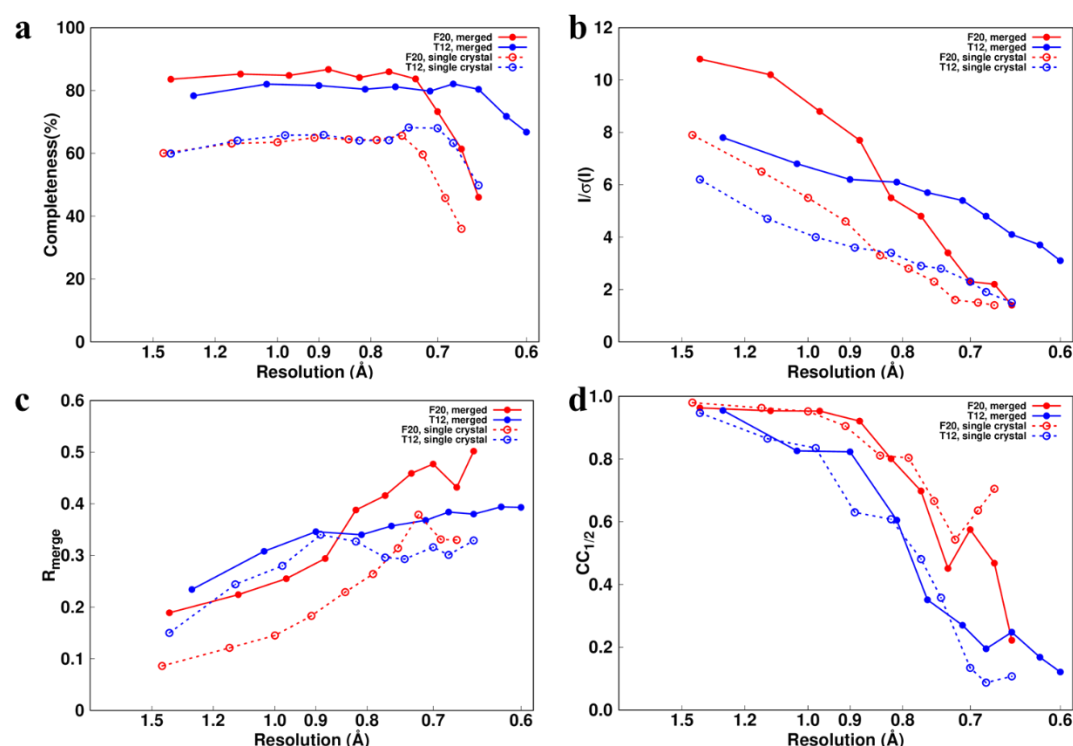 a
100
80
60
40
20
0
Completeness(%)
1.5 1.2 1.0 0.9 0.8 0.7 0.6
Resolution (Å)
F20, merged
T12, merged
F20, single crystal
T12, single crystal
b
12
10
8
6
4
2
0
I/σ(I)
1.5 1.2 1.0 0.9 0.8 0.7 0.6
Resolution (Å)
F20, merged
T12, merged
F20, single crystal
T12, single crystal
c
0.6
0.5
0.4
0.3
0.2
0.1
0
Rmerge
1.5 1.2 1.0 0.9 0.8 0.7 0.6
Resolution (Å)
F20, merged
T12, merged
F20, single crystal
T12, single crystal
d
1.0
0.8
0.6
0.4
0.2
0.0
CC1/2
1.5 1.2 1.0 0.9 0.8 0.7 0.6
Resolution (Å)
F20, merged
T12, merged
F20, single crystal
T12, single crystal